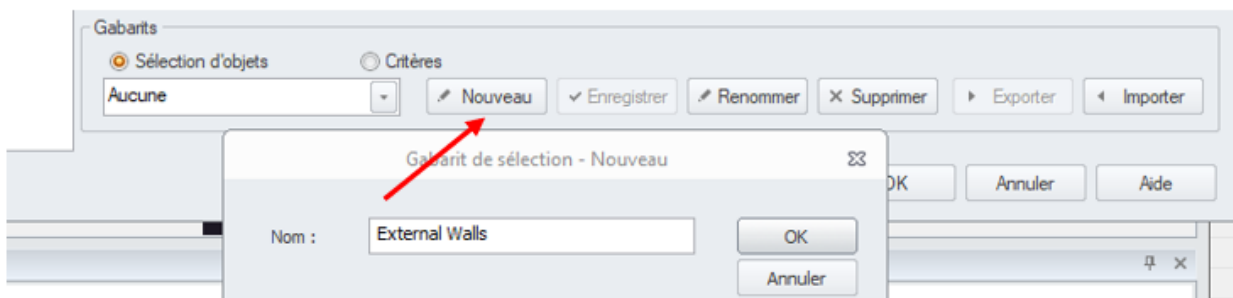 Gabarits
Sélection d'objets Critères
Aucune Nouveau Enregistrer Renommer Supprimer Exporter Importer
Gabarit de sélection - Nouveau
OK Annuler Aide
Nom : External Walls OK
Annuler